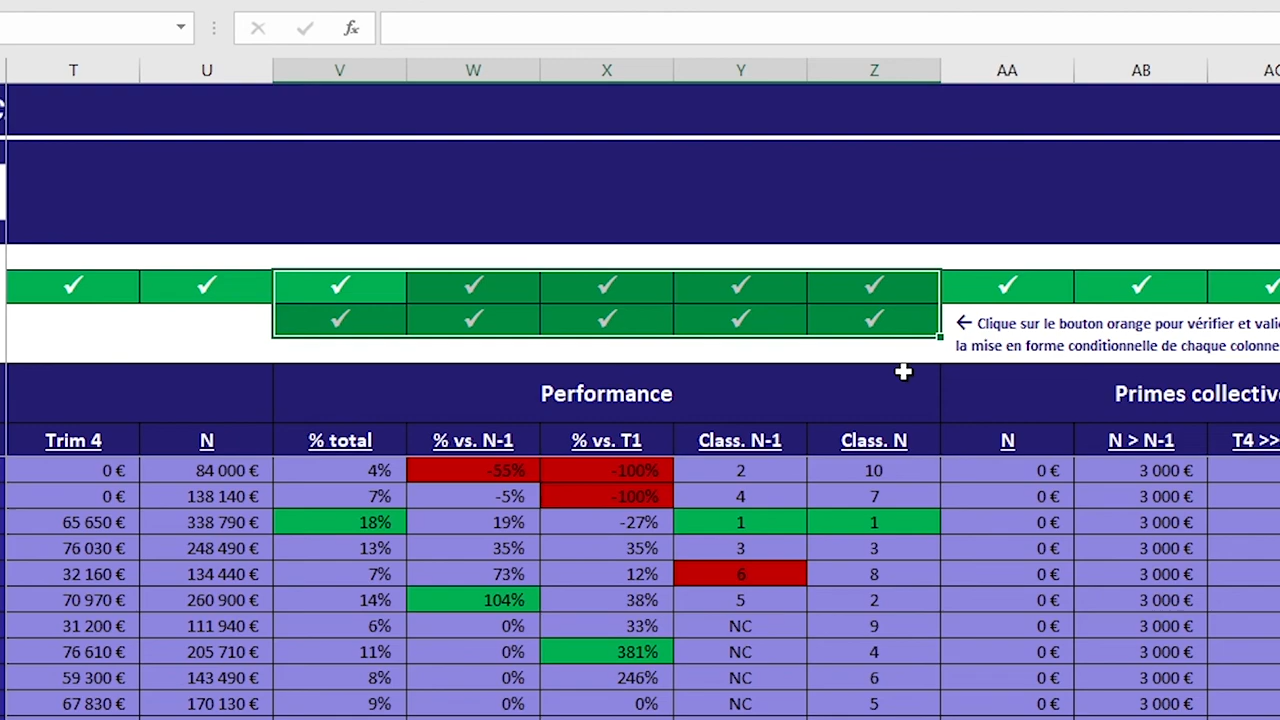 fx
T U V W X Y Z AA AB
✓ ✓ ✓ ✓ ✓ ✓ ✓ ✓ ✓ ✓
✓ ✓ ✓ ✓ ✓
← Clique sur le bouton orange pour vérifier et
la mise en forme conditionnelle de chaque colonne
Performance Primes
Trim 4 N % total % vs. N-1 % vs. T1 Class. N-1 Class. N N N > N-1 T4 >>
0 € 84 000 € 4% -55% -100% 2 10 0 € 3 000 €
0 € 138 140 € 7% -5% -100% 4 7 0 € 3 000 €
65 650 € 338 790 € 18% 19% -27% 1 1 0 € 3 000 €
76 030 € 248 490 € 13% 35% 35% 3 3 0 € 3 000 €
32 160 € 134 440 € 7% 73% 12% 6 8 0 € 3 000 €
70 970 € 260 900 € 14% 104% 38% 5 2 0 € 3 000 €
31 200 € 111 940 € 6% 0% 33% NC 9 0 € 3 000 €
76 610 € 205 710 € 11% 0% 381% NC 4 0 € 3 000 €
59 300 € 143 490 € 8% 0% 246% NC 6 0 € 3 000 €
67 830 € 170 130 € 9% 0% 0% NC 5 0 € 3 000 €